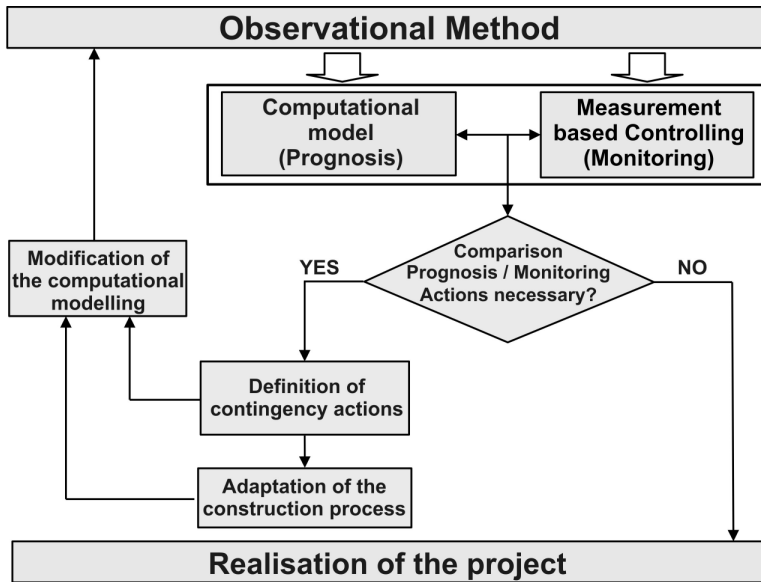 Observational Method
Computational
model
(Prognosis)
Measurement
based Controlling
(Monitoring)
Comparison
Prognosis / Monitoring
Actions necessary?
YES
NO
Modification of
the computational
modelling
Definition of
contingency actions
Adaptation of the
construction process
Realisation of the project